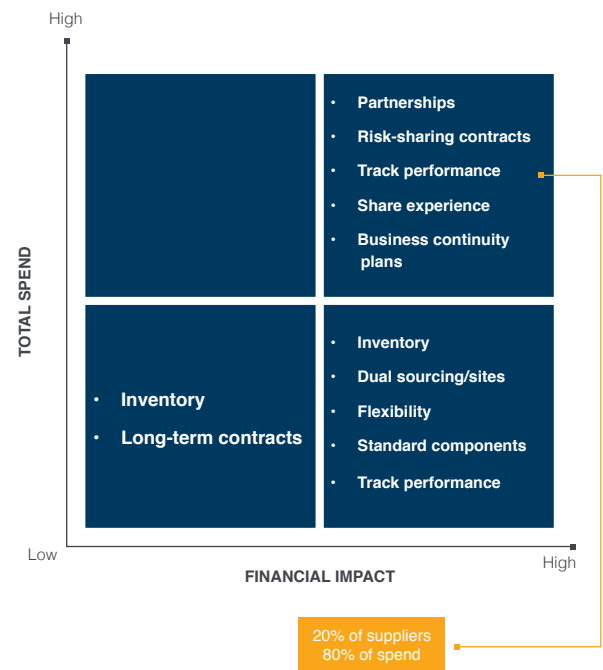 High
TOTAL SPEND
• Partnerships
• Risk-sharing contracts
• Track performance
• Share experience
• Business continuity
plans
• Inventory
• Long-term contracts
• Inventory
• Dual sourcing/sites
• Flexibility
• Standard components
• Track performance
Low
High
FINANCIAL IMPACT
20% of suppliers
80% of spend